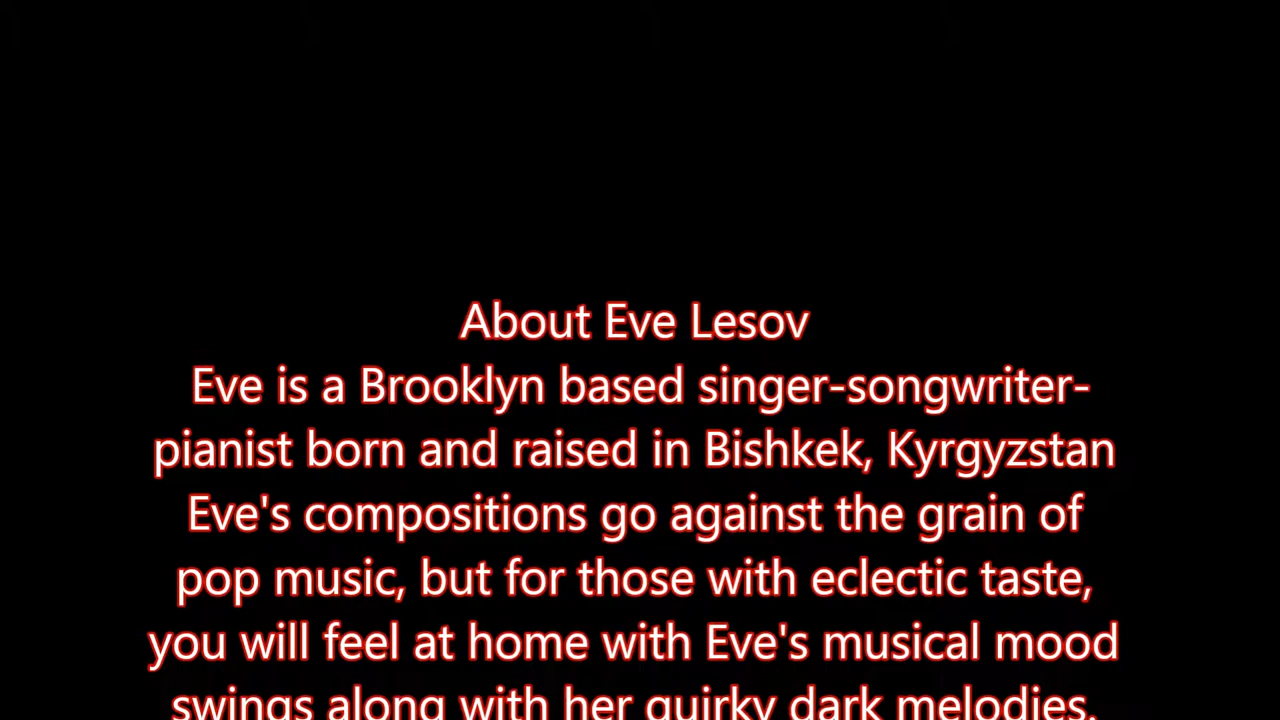 About Eve Lesov
Eve is a Brooklyn based singer-songwriter-
pianist born and raised in Bishkek, Kyrgyzstan
Eve's compositions go against the grain of
pop music, but for those with eclectic taste,
you will feel at home with Eve's musical mood
swings along with her quirky dark melodies.